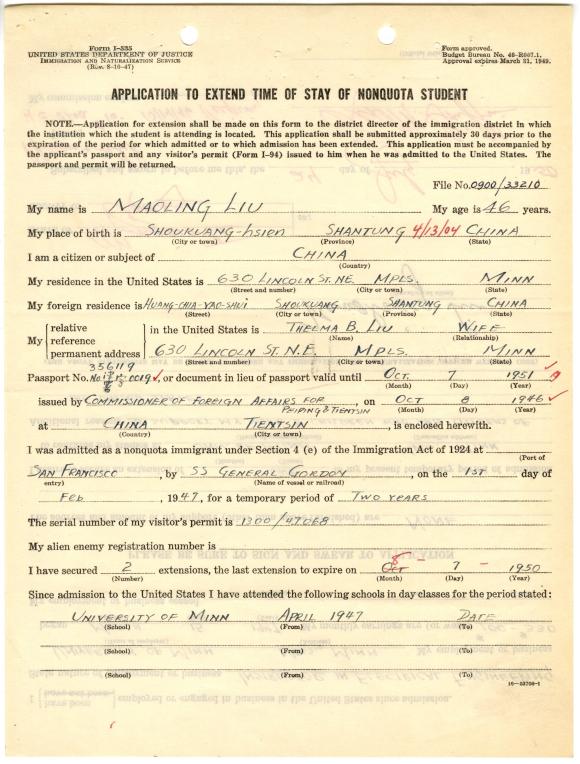 Form I-535
UNITED STATES DEPARTMENT OF JUSTICE
IMMIGRATION AND NATURALIZATION SERVICE
(Rev. 8-10-47)
Form approved.
Budget Bureau No. 43-R067.1.
Approval expires March 31, 1949.
APPLICATION TO EXTEND TIME OF STAY OF NONQUOTA STUDENT
NOTE.—Application for extension shall be made on this form to the district director of the immigration district in which
the institution which the student is attending is located. This application shall be submitted approximately 30 days prior to the
expiration of the period for which admitted or to which admission has been extended. This application must be accompanied
by the applicant's passport and any visitor's permit (Form I-94) issued to him when he was admitted to the United States. The
passport and permit will be returned.
File No. 0900/33210
My name is MAOLING LIU My age is 46 years.
My place of birth is SHOUKUANG-hsien SHANTUNG 4/13/04 CHINA
(City or town) (Province) (State)
I am a citizen or subject of CHINA
(Country)
My residence in the United States is 630 LINCOLN ST. NE. MPLS. MINN
(Street and number) (City or town) (State)
My foreign residence is HUANG-CHIA-YAO-SHUI SHOUKUANG SHANTUNG CHINA
(Street) (City or town) (Province) (State)
My { relative reference permanent address } in the United States is THELMA B. LIU WIFE
(Name) (Relationship)
630 LINCOLN ST. N.E. MPLS. MINN
(Street and number) (City or town) (State)
356119
Passport No. 0019 ✓, or document in lieu of passport valid until OCT. 7 1951
(Month) (Day) (Year)
issued by COMMISSIONER OF FOREIGN AFFAIRS FOR PEIPING & TIENTSIN, on OCT 8 1946 ✓
(Month) (Day) (Year)
at CHINA TIENTSIN, is enclosed herewith.
(Country) (City or town)
I was admitted as a nonquota immigrant under Section 4 (e) of the Immigration Act of 1924 at
(Port of
SAN FRANCISCO, by SS GENERAL GORDON, on the 1ST day of
entry) (Name of vessel or railroad)
Feb, 1947, for a temporary period of TWO YEARS
The serial number of my visitor's permit is 1300/47068
My alien enemy registration number is
I have secured 2 extensions, the last extension to expire on Oct 8 - 7 - 1950
(Number) (Month) (Day) (Year)
Since admission to the United States I have attended the following schools in day classes for the period stated:
UNIVERSITY OF MINN APRIL 1947 DATE
(School) (From) (To)
(School) (From) (To)
(School) (From) (To)